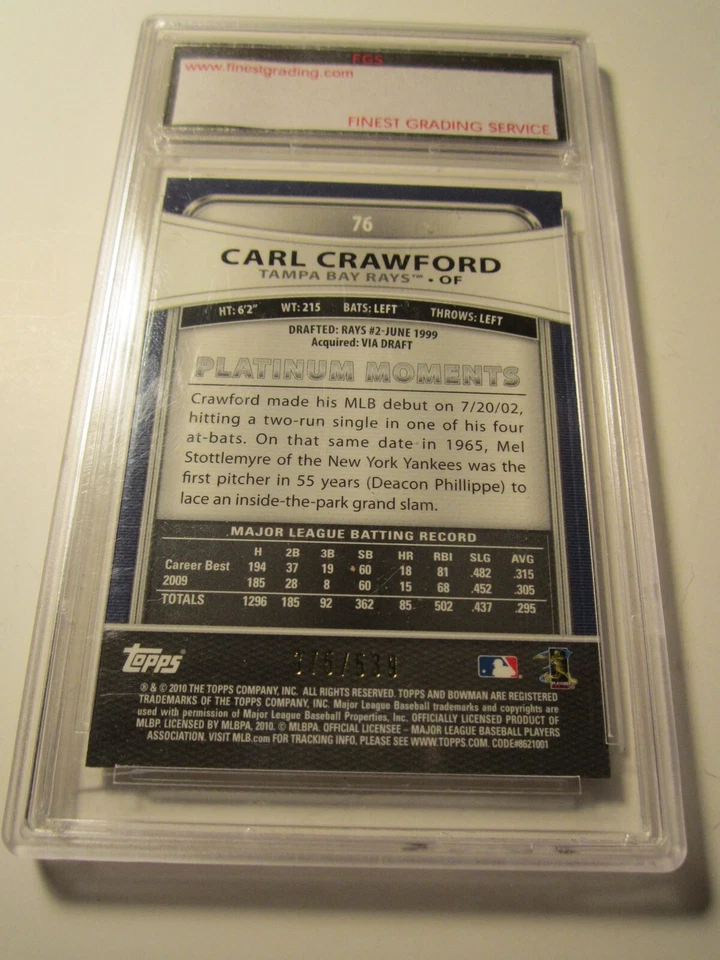 FGS
www.finestgrading.com
FINEST GRADING SERVICE
76
CARL CRAWFORD
TAMPA BAY RAYS™ • OF
HT: 6'2" WT: 215 BATS: LEFT THROWS: LEFT
DRAFTED: RAYS #2-JUNE 1999
Acquired: VIA DRAFT
PLATINUM MOMENTS
Crawford made his MLB debut on 7/20/02,
hitting a two-run single in one of his four
at-bats. On that same date in 1965, Mel
Stottlemyre of the New York Yankees was the
first pitcher in 55 years (Deacon Phillippe) to
lace an inside-the-park grand slam.
MAJOR LEAGUE BATTING RECORD
H 2B 3B SB HR RBI SLG AVG
Career Best 194 37 19 60 18 81 .482 .315
2009 185 28 8 60 15 68 .452 .305
TOTALS 1296 185 92 362 85 502 .437 .295
topps
® & © 2010 THE TOPPS COMPANY, INC. ALL RIGHTS RESERVED. TOPPS AND BOWMAN ARE REGISTERED
TRADEMARKS OF THE TOPPS COMPANY, INC. Major League Baseball trademarks and copyrights are
used with permission of Major League Baseball Properties, Inc. OFFICIALLY LICENSED PRODUCT OF
MLBP. LICENSED BY MLBPA, 2010. © MLBPA. OFFICIAL LICENSEE – MAJOR LEAGUE BASEBALL PLAYERS
ASSOCIATION. VISIT MLB.com FOR TRACKING INFO, PLEASE SEE WWW.TOPPS.COM. CODE#8621001